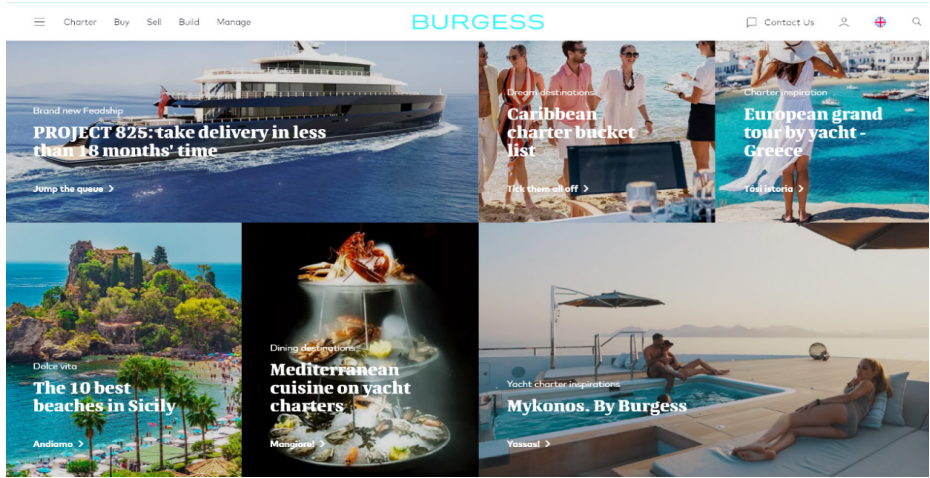 Charter Buy Sell Build Manage
BURGESS
Contact Us
Brand new Feadship
PROJECT 825: take delivery in less
than 18 months' time
Jump the queue >
Dream destinations
Caribbean
charter bucket
list
Tick them all off >
Charter inspiration
European grand
tour by yacht -
Greece
Tósi istoría >
Dolce vita
The 10 best
beaches in Sicily
Andiamo >
Dining destinations
Mediterranean
cuisine on yacht
charters
Mangiare! >
Yacht charter inspirations
Mykonos. By Burgess
Yassas! >